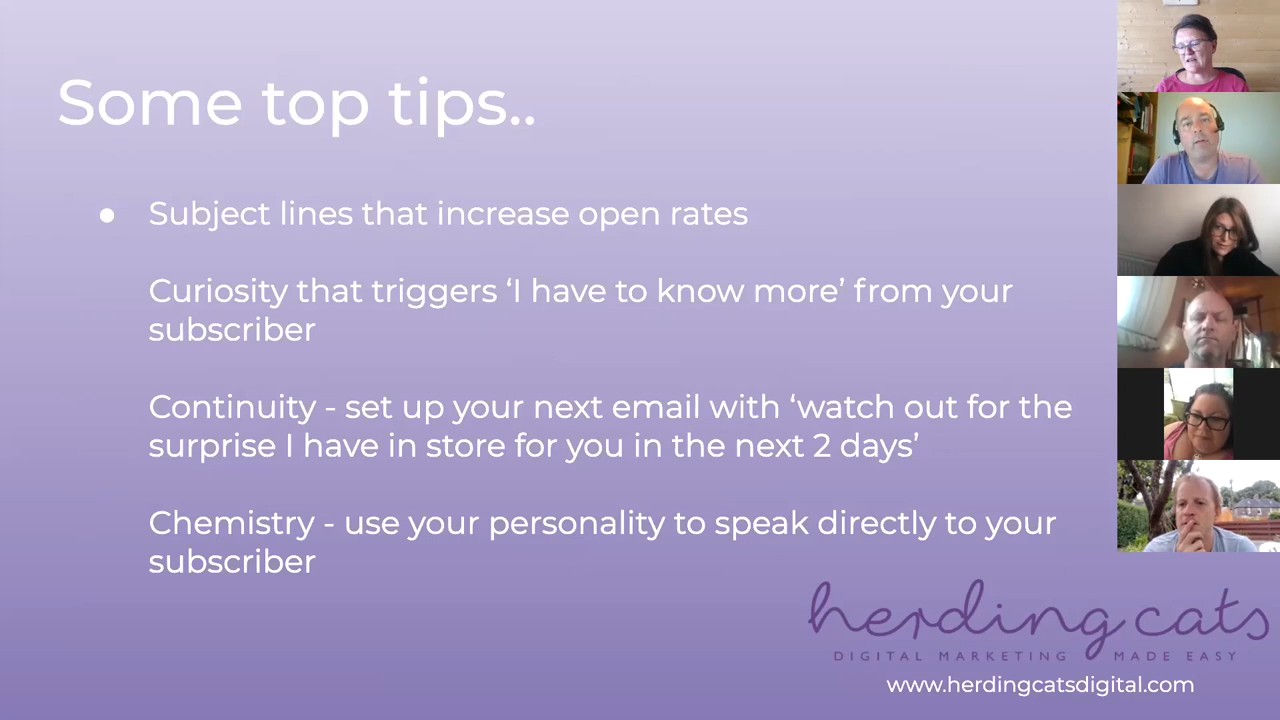 Some top tips..
● Subject lines that increase open rates
Curiosity that triggers ‘I have to know more’ from your
subscriber
Continuity - set up your next email with ‘watch out for the
surprise I have in store for you in the next 2 days’
Chemistry - use your personality to speak directly to your
subscriber
herding cats
DIGITAL MARKETING MADE EASY
www.herdingcatsdigital.com